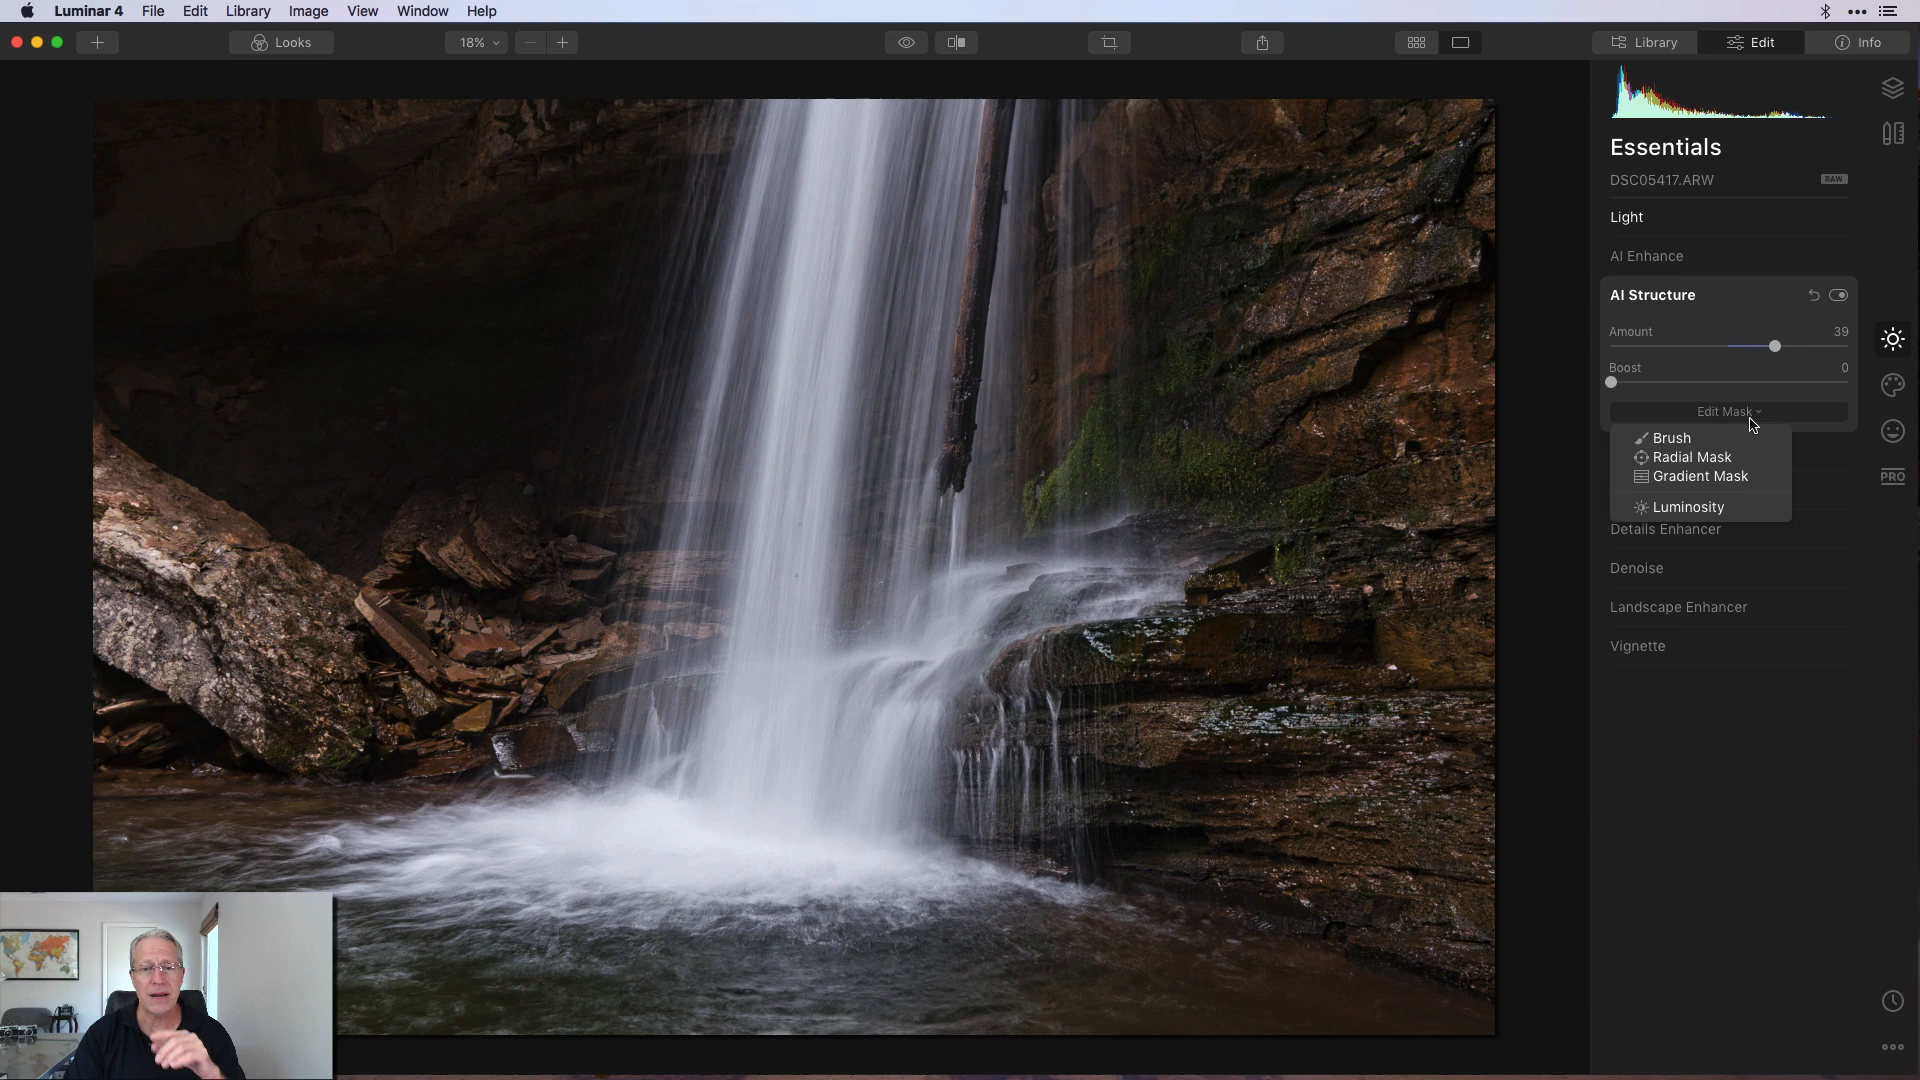 Luminar 4 File Edit Library Image View Window Help
Looks 18% Library Edit Info
Essentials
DSC05417.ARW RAW
Light
AI Enhance
AI Structure
Amount 39
Boost 0
Edit Mask
Brush
Radial Mask
Gradient Mask
Luminosity
Details Enhancer
Denoise
Landscape Enhancer
Vignette
PRO